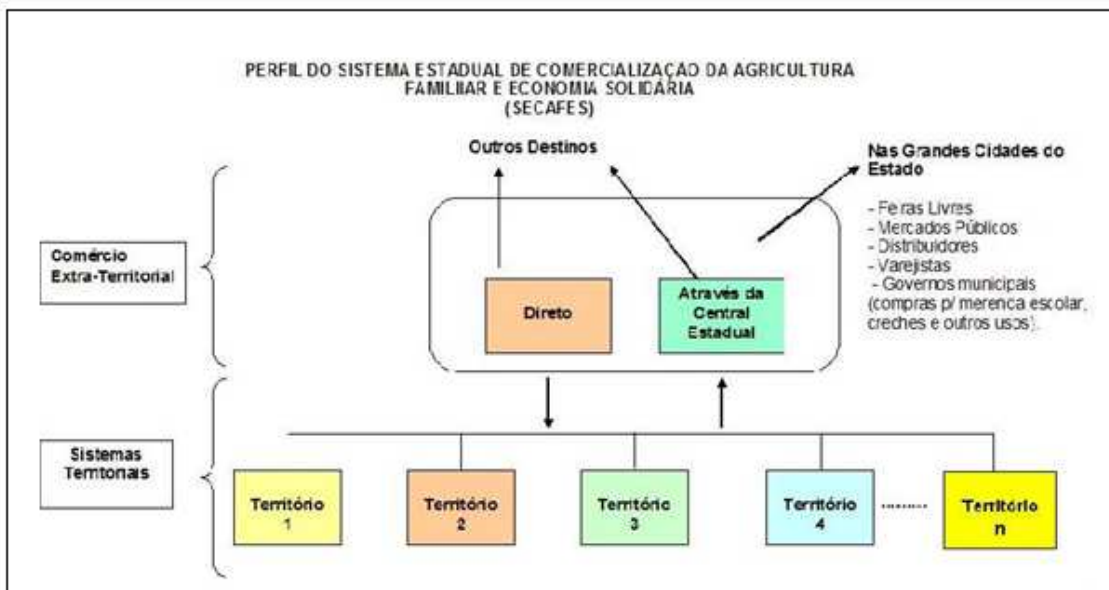 PERFIL DO SISTEMA ESTADUAL DE COMERCIALIZAÇÃO DA AGRICULTURA
FAMILIAR E ECONOMIA SOLIDÁRIA
(SECAFES)
Outros Destinos
Nas Grandes Cidades do
Estado
- Feiras Livres
- Mercados Públicos
- Distribuidores
- Varejistas
- Governos municipais
(compras p/ merenca escolar,
creches e outros usos).
Comércio
Extra-Territorial
Direto
Através da
Central
Estadual
Sistemas
Territoriais
Território
1
Território
2
Território
3
Território
4
........
Território
n